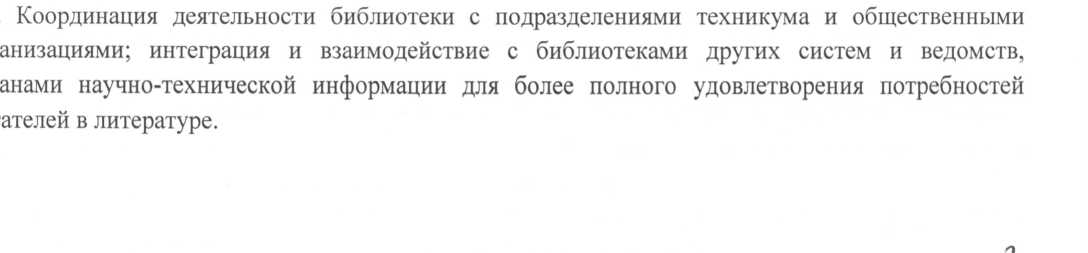 . Координация деятельности библиотеки с подразделениями техникума и общественными
анизациями; интеграция и взаимодействие с библиотеками других систем и ведомств,
анами научно-технической информации для более полного удовлетворения потребностей
ателей в литературе.